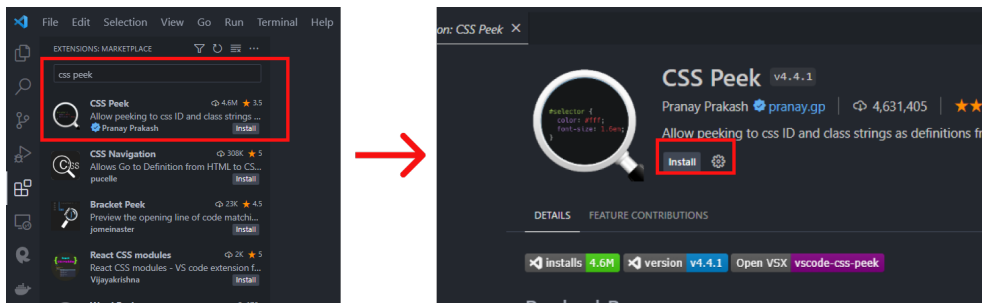 File Edit Selection View Go Run Terminal Help
EXTENSIONS: MARKETPLACE
css peek
CSS Peek 4.6M 3.5
Allow peeking to css ID and class strings ...
Pranay Prakash Install
CSS Navigation 308K 5
Allows Go to Definition from HTML to CS...
pucelle Install
Bracket Peek 23K 4.5
Preview the opening line of code matchi...
jomeinaster Install
React CSS modules 2K 5
React CSS modules - VS code extension f...
Vijayakrishna Install
on: CSS Peek
#selector {
color: #fff;
font-size: 1.6em;
}
CSS Peek v4.4.1
Pranay Prakash pranay.gp 4,631,405
Allow peeking to css ID and class strings as definitions
Install
DETAILS FEATURE CONTRIBUTIONS
installs 4.6M version v4.4.1 Open VSX vscode-css-peek